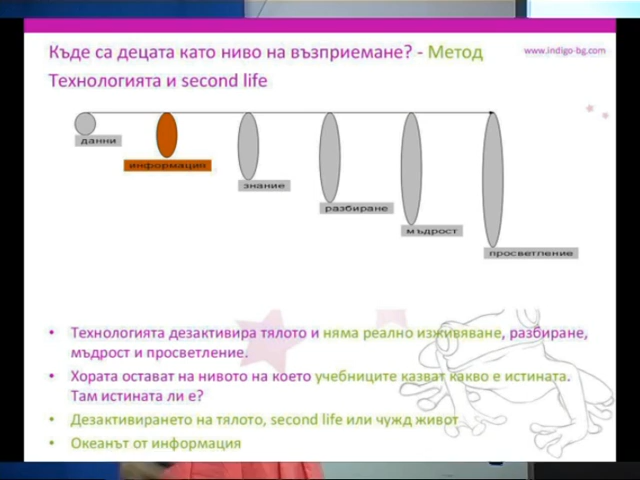 Къде са децата като ниво на възприемане? - Метод
www.indigo-bg.com
Технологията и second life
данни
информация
знание
разбиране
мъдрост
просветление
• Технологията дезактивира тялото и няма реално изживяване, разбиране,
мъдрост и просветление.
• Хората остават на нивото на което учебниците казват какво е истината.
Там истината ли е?
• Дезактивирането на тялото, second life или чужд живот
• Океанът от информация